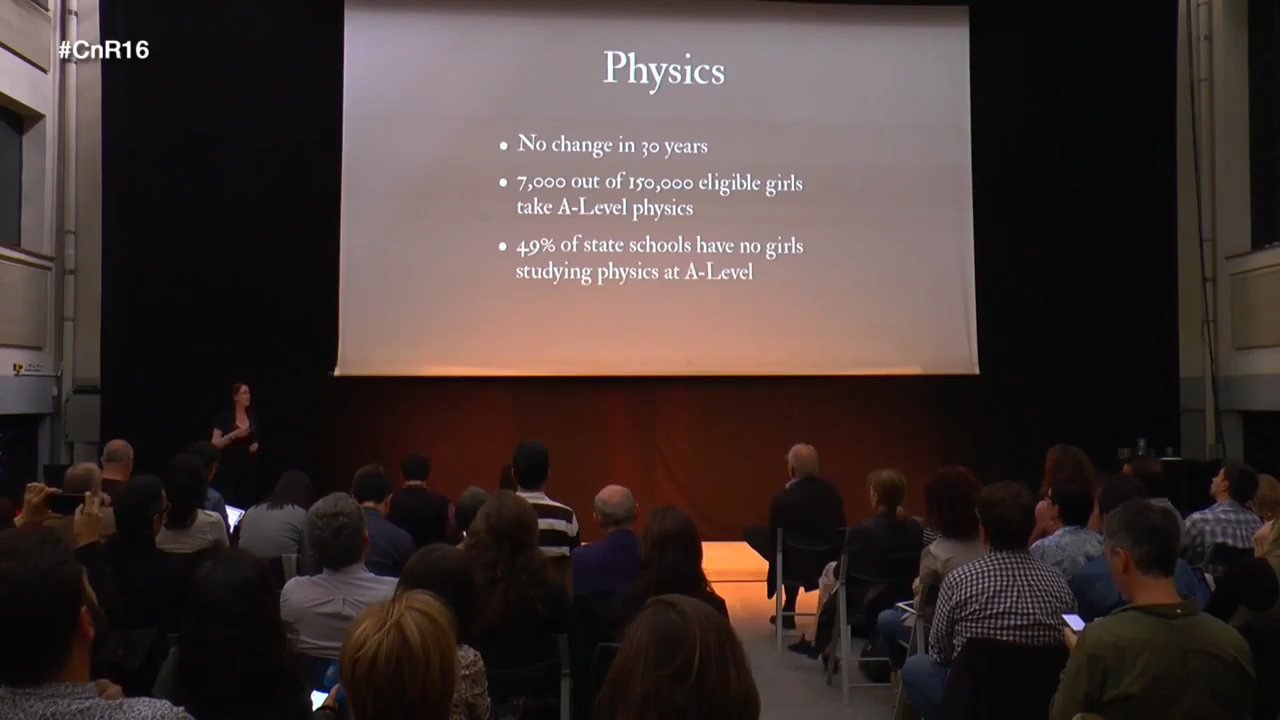 #CnR16
Physics
• No change in 30 years
• 7,000 out of 150,000 eligible girls
take A-Level physics
• 49% of state schools have no girls
studying physics at A-Level